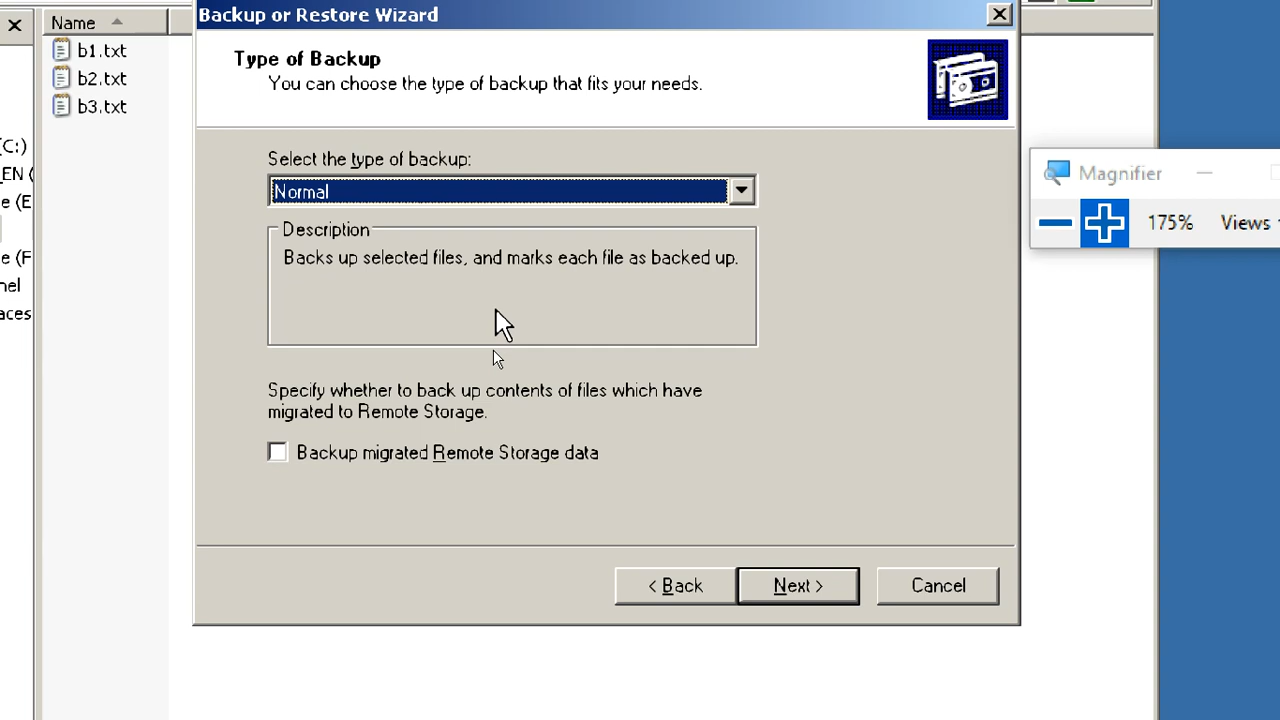 Name
b1.txt
b2.txt
b3.txt
(C:)
_EN (
e (E
e (F
nel
aces
Backup or Restore Wizard
Type of Backup
You can choose the type of backup that fits your needs.
Select the type of backup:
Normal
Description
Backs up selected files, and marks each file as backed up.
Specify whether to back up contents of files which have
migrated to Remote Storage.
Backup migrated Remote Storage data
< Back
Next >
Cancel
Magnifier
175%
Views